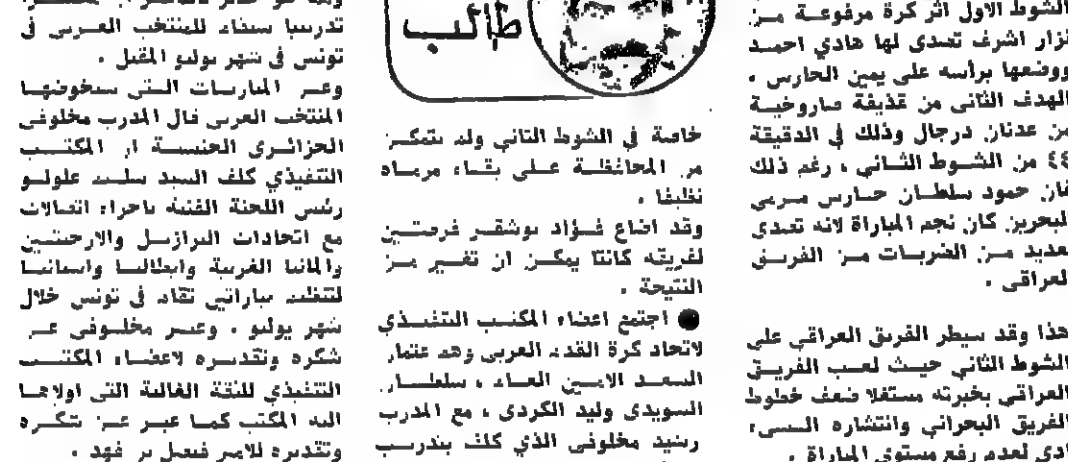 الشوط الاول اثر كرة مرفوعة من
نزار اشرف تصدى لها هادي احمد
ووضعها برأسه على يمين الحارس .
الهدف الثاني من قذيفة صاروخية
من عدنان درجال وذلك في الدقيقة
٤٤ من الشوط الثاني ، رغم ذلك
فان حمود سلطان حارس مرمى
البحرين كان نجم المباراة لانه تصدى
لعديد من الضربات من الفريق
العراقي .
هذا وقد سيطر الفريق العراقي على
الشوط الثاني حيث لعب الفريق
العراقي بخبرته مستغلا ضعف خطوط
الفريق البحراني وانتشاره السيىء
ادى لعدم رفع مستوى المباراة .
طالب
خاصة في الشوط الثاني ولم يتمكن
من المحافظة على بقاء مرماه
نظيفا .
وقد اضاع فؤاد بوشقر فرصتين
لفريقه كانتا يمكن ان تغير من
النتيجة .
● اجتمع اعضاء المكتب التنفيذي
لاتحاد كرة القدم العربي وهم عثمان
السعد الامين العام ، سلطان
السويدي وليد الكردي ، مع المدرب
رشيد مخلوفي الذي كلف بتدريب
تدريبيا سيقام للمنتخب العربي في
تونس في شهر يوليو المقبل .
وعن المباريات التي سيخوضها
المنتخب العربي قال المدرب مخلوفي
الجزائري الجنسية ان المكتب
التنفيذي كلف السيد سليم علولو
رئيس اللجنة الفنية باجراء اتصالات
مع اتحادات البرازيل والارجنتين
والمانيا الغربية وايطاليا واسبانيا
لتنظيم مباراتين تقام في تونس خلال
شهر يوليو . وعبر مخلوفي عن
شكره وتقديره لاعضاء المكتب
التنفيذي للثقة الغالية التي اولاها
اليه المكتب كما عبر عن شكره
وتقديره للامير فيصل بن فهد .